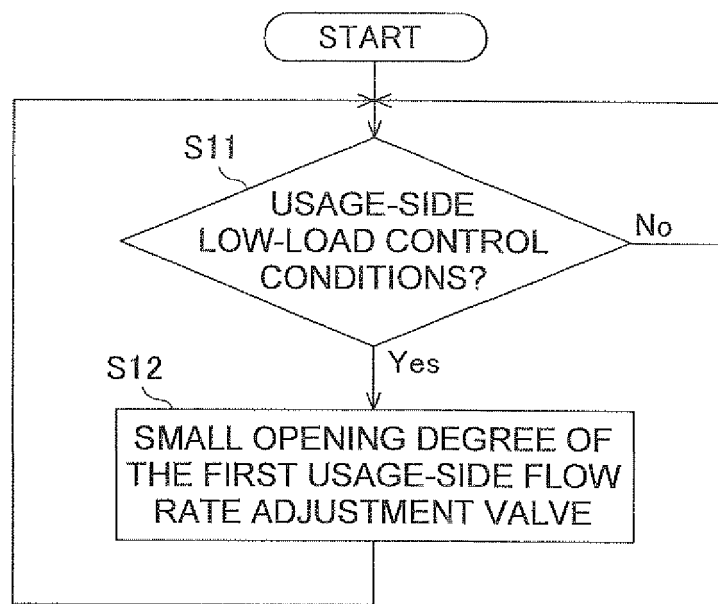 START
S11
USAGE-SIDE
LOW-LOAD CONTROL
CONDITIONS?
No
Yes
S12
SMALL OPENING DEGREE OF
THE FIRST USAGE-SIDE FLOW
RATE ADJUSTMENT VALVE